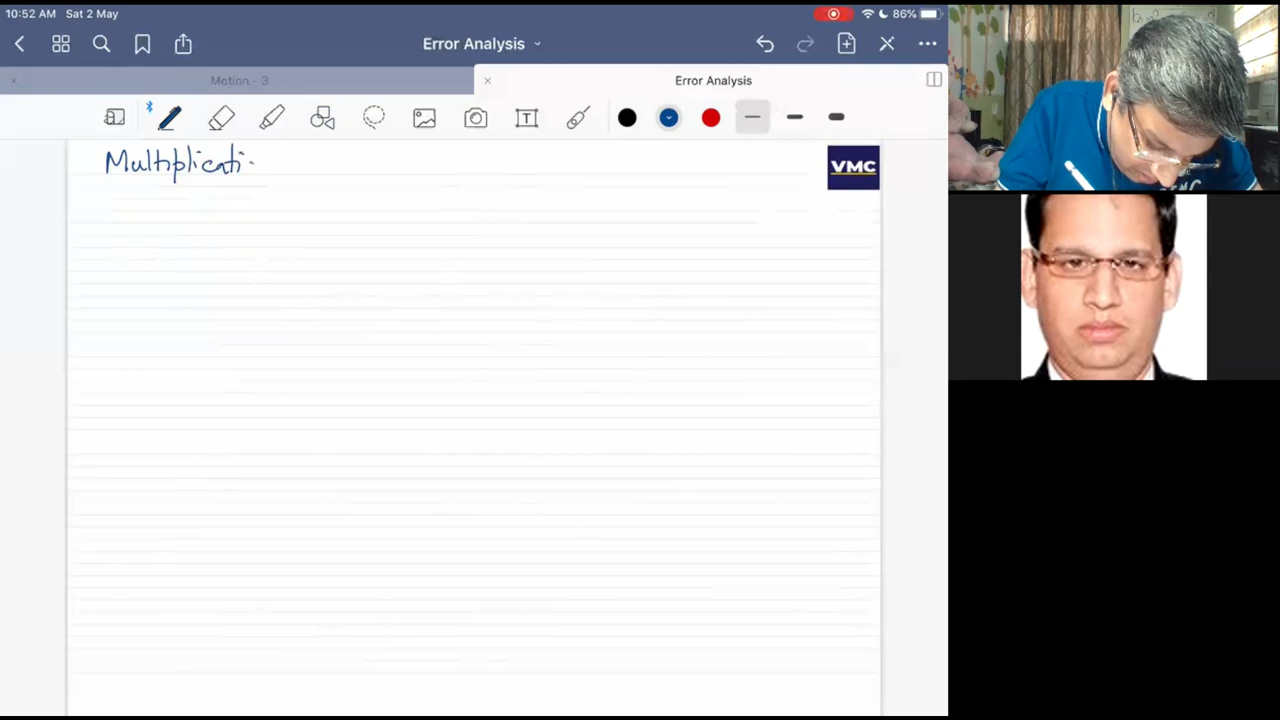 10:52 AM Sat 2 May
86%
Error Analysis
Motion - 3
Error Analysis
T
Multiplicati
VMC